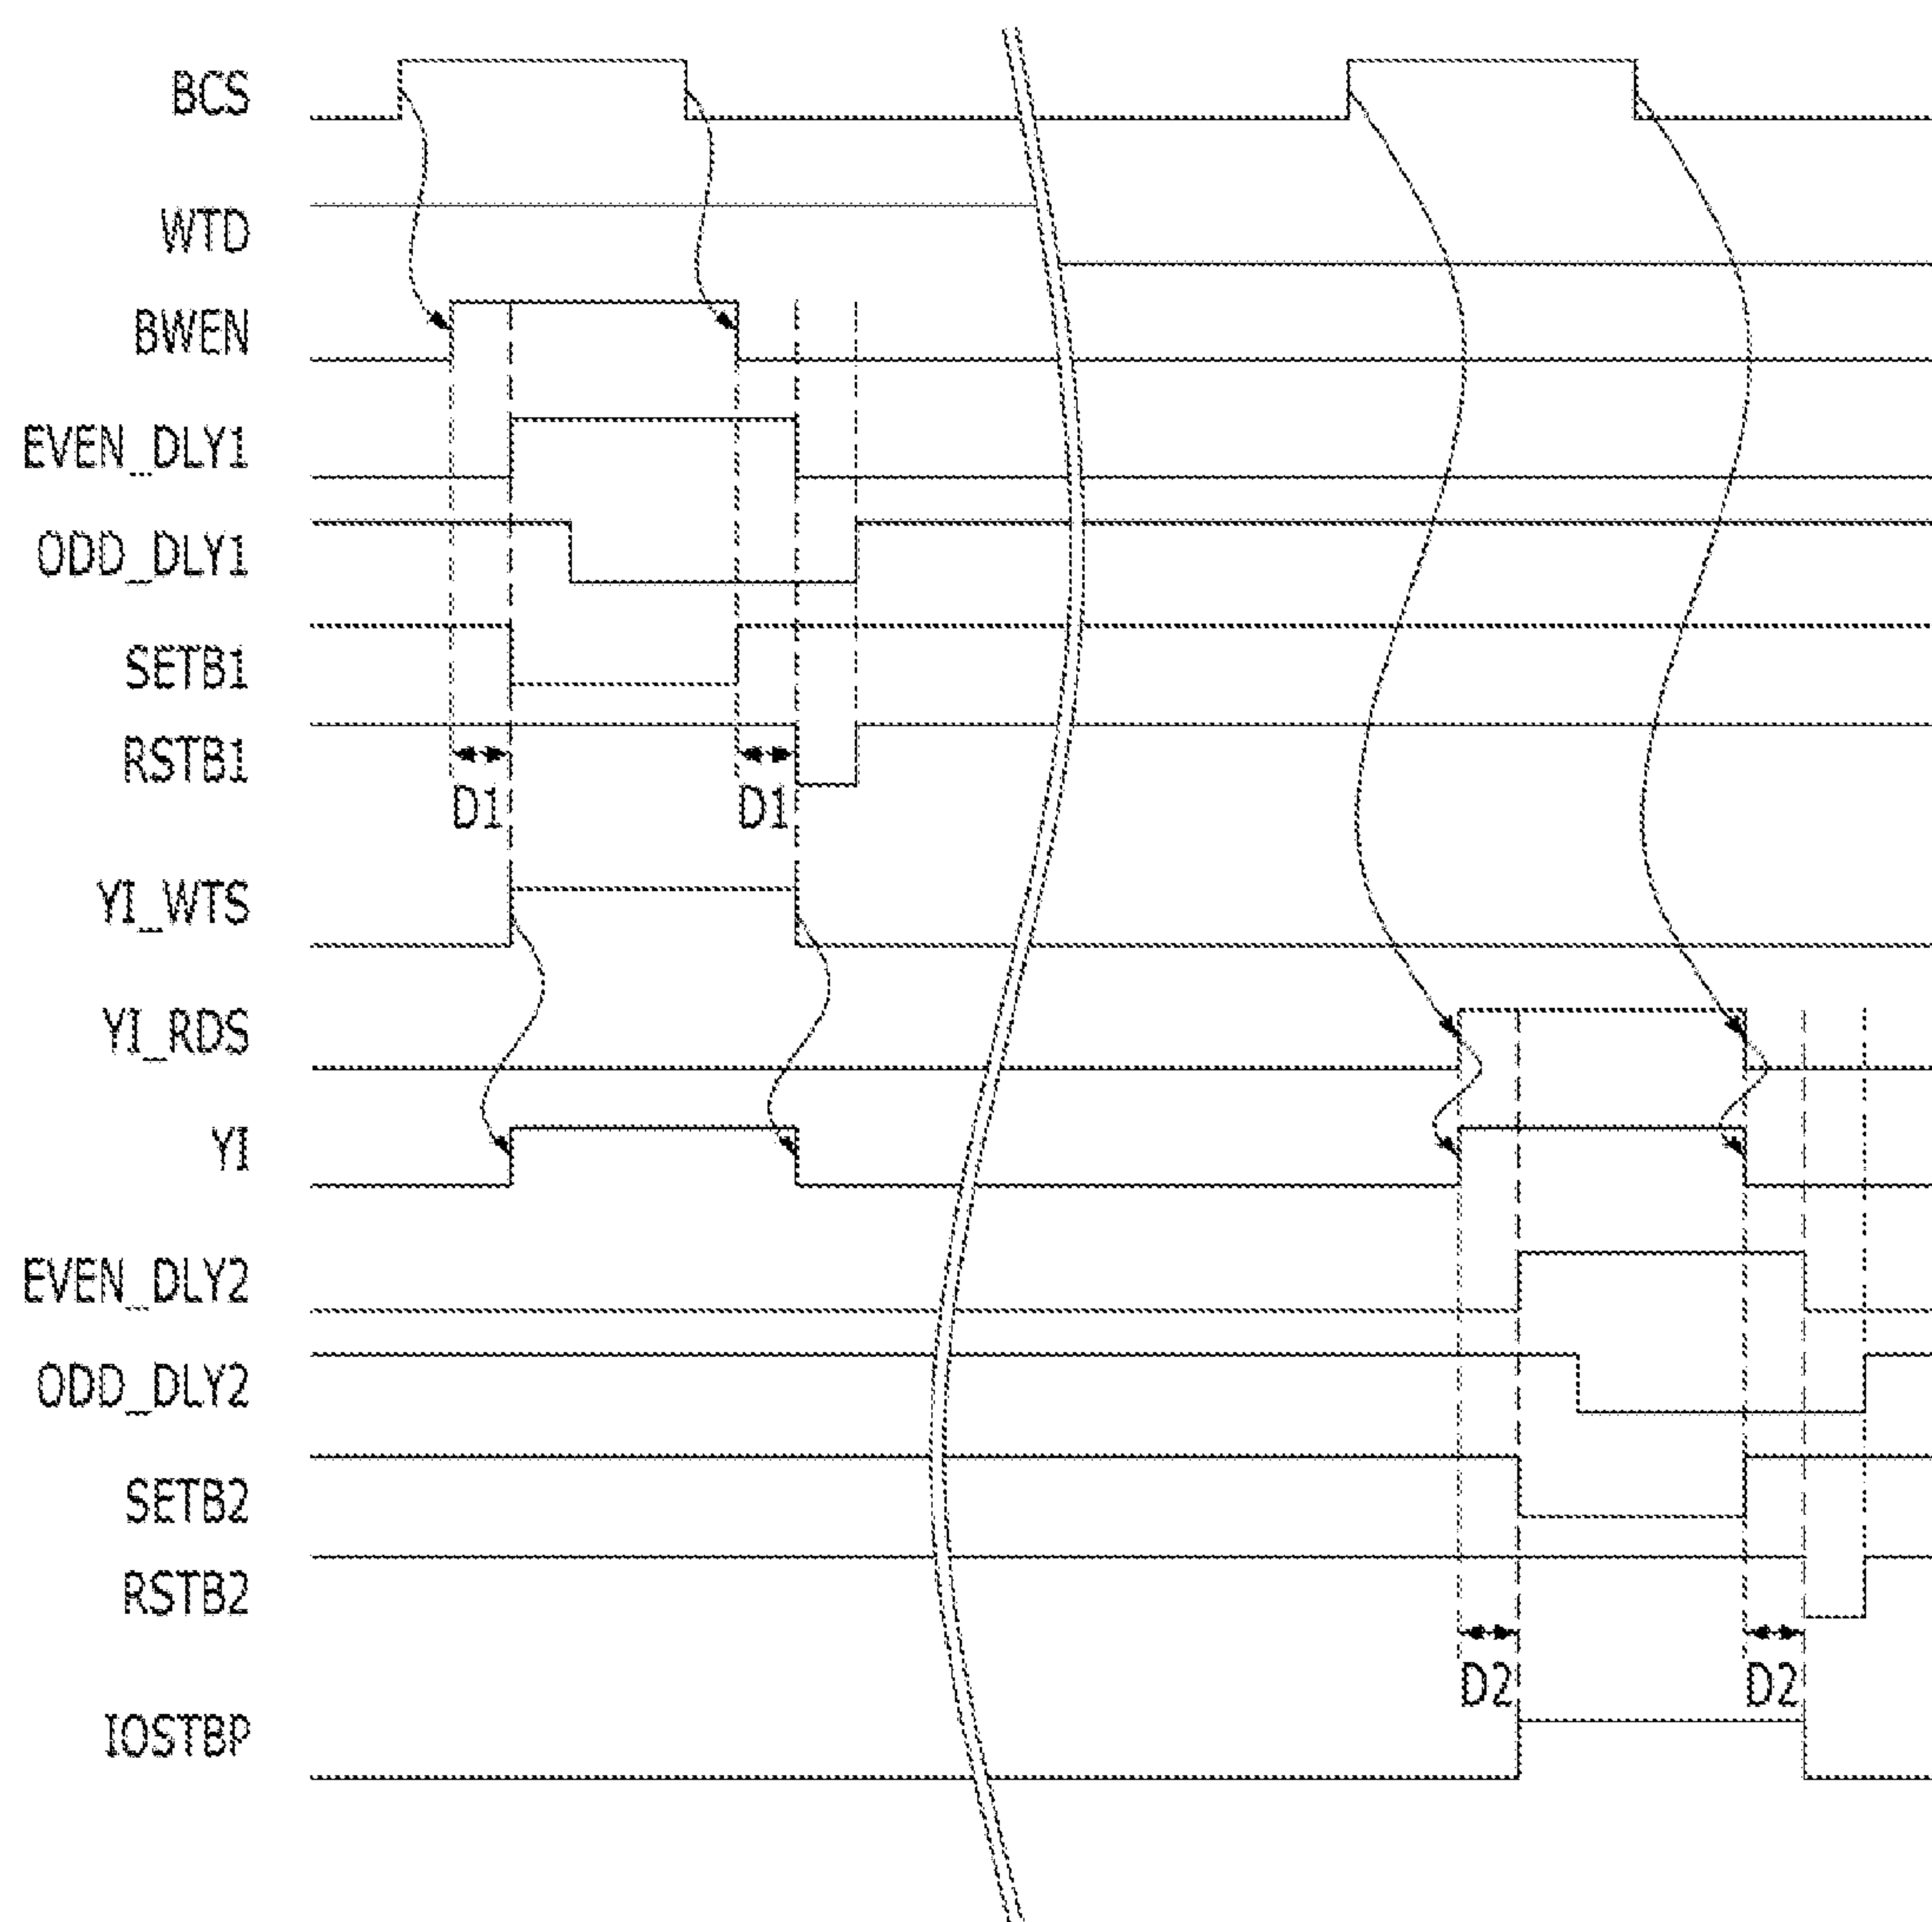 BCS
WTD
BWEN
EVEN_DLY1
ODD_DLY1
SETB1
RSTB1
D1 D1
YI_WTS
YI_RDS
YI
EVEN_DLY2
ODD_DLY2
SETB2
RSTB2
D2 D2
IOSTBP